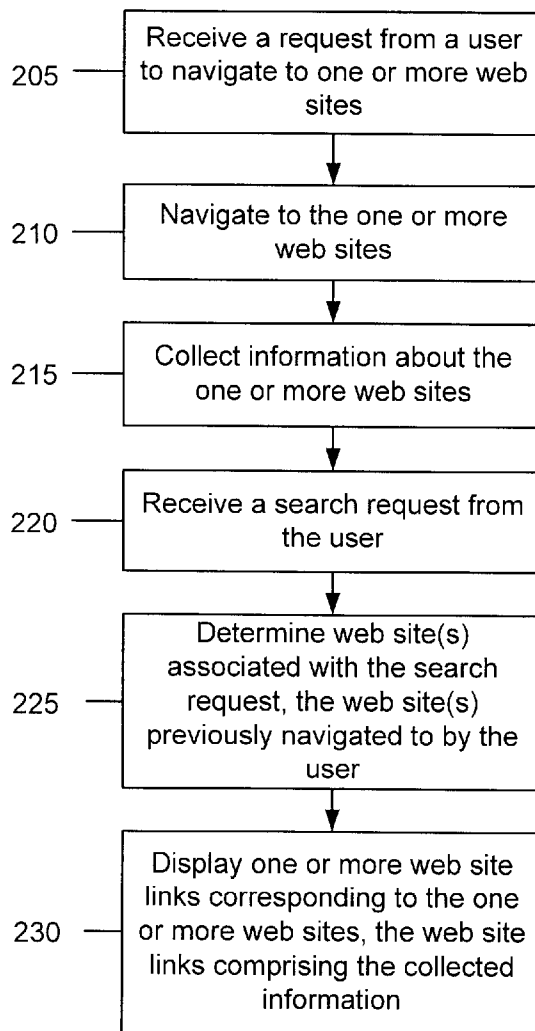 Receive a request from a user
to navigate to one or more web
sites
205
Navigate to the one or more
web sites
210
Collect information about the
one or more web sites
215
Receive a search request from
the user
220
Determine web site(s)
associated with the search
request, the web site(s)
previously navigated to by the
user
225
Display one or more web site
links corresponding to the one
or more web sites, the web site
links comprising the collected
information
230